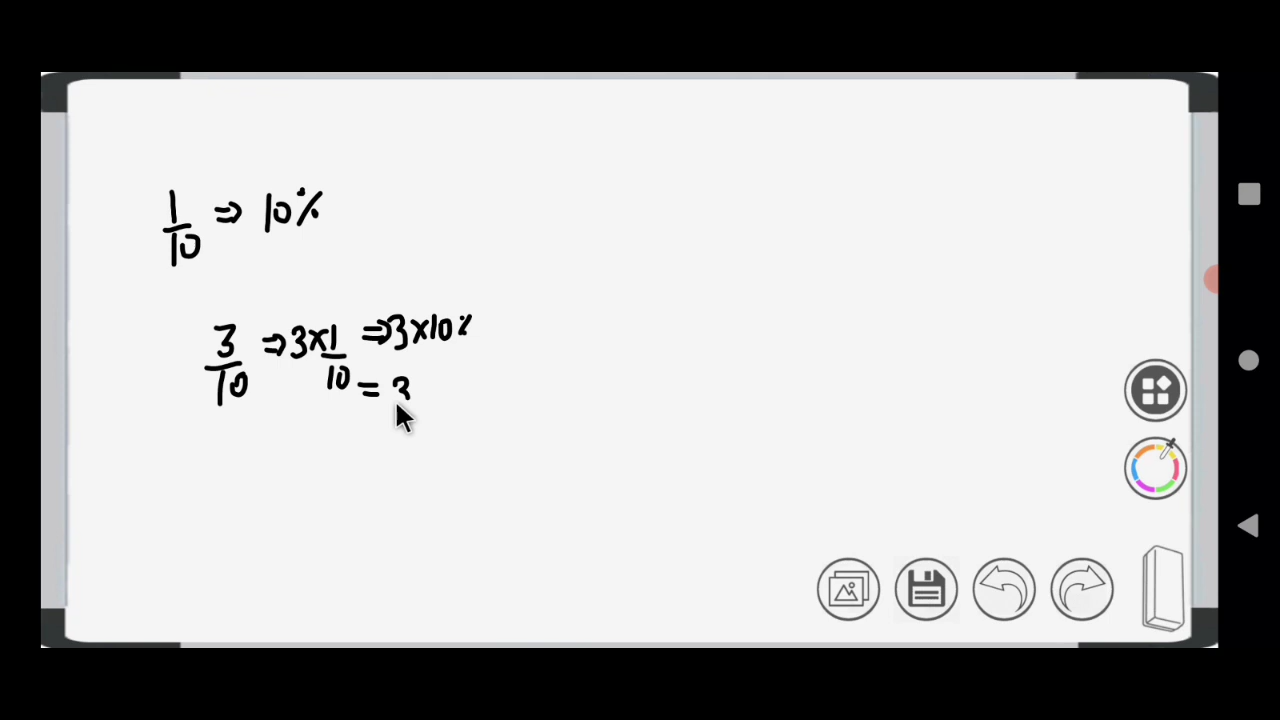 1/10 ⇒ 10%
3/10 ⇒ 3×1/10 ⇒ 3×10%
= 3